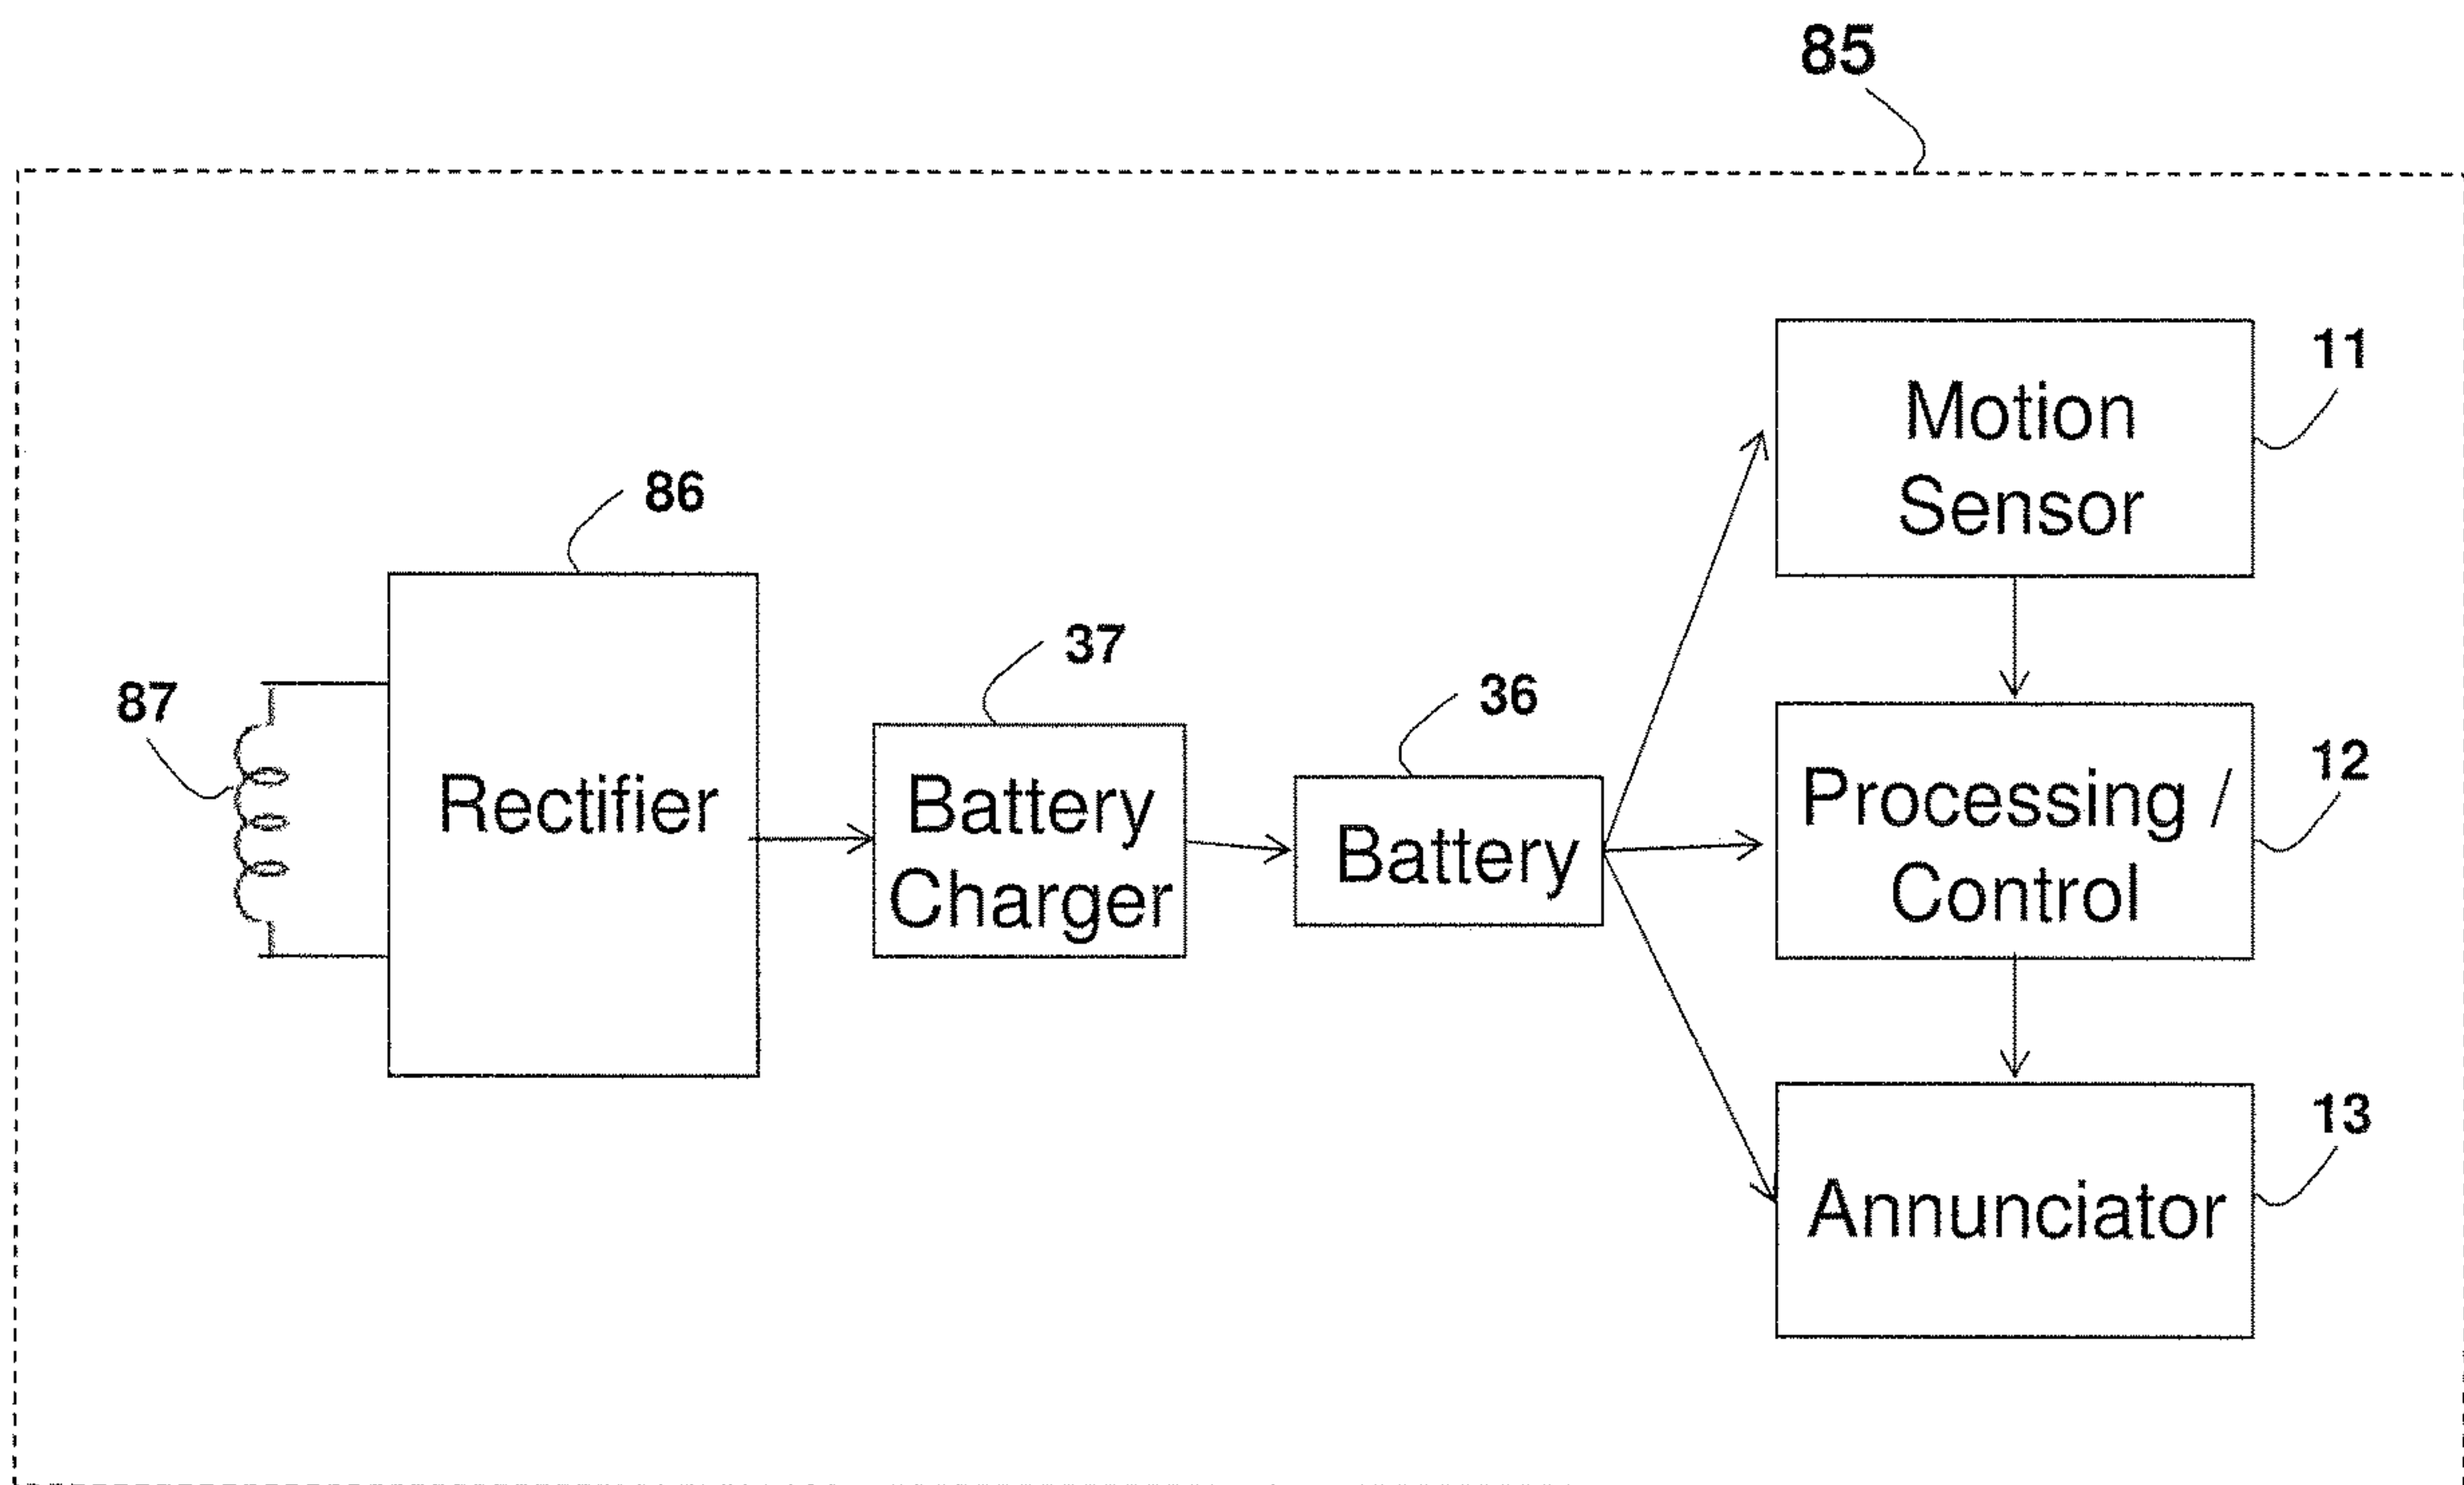 85
11
Motion
Sensor
86
37
36
87
12
Rectifier
Battery
Charger
Battery
Processing /
Control
13
Annunciator